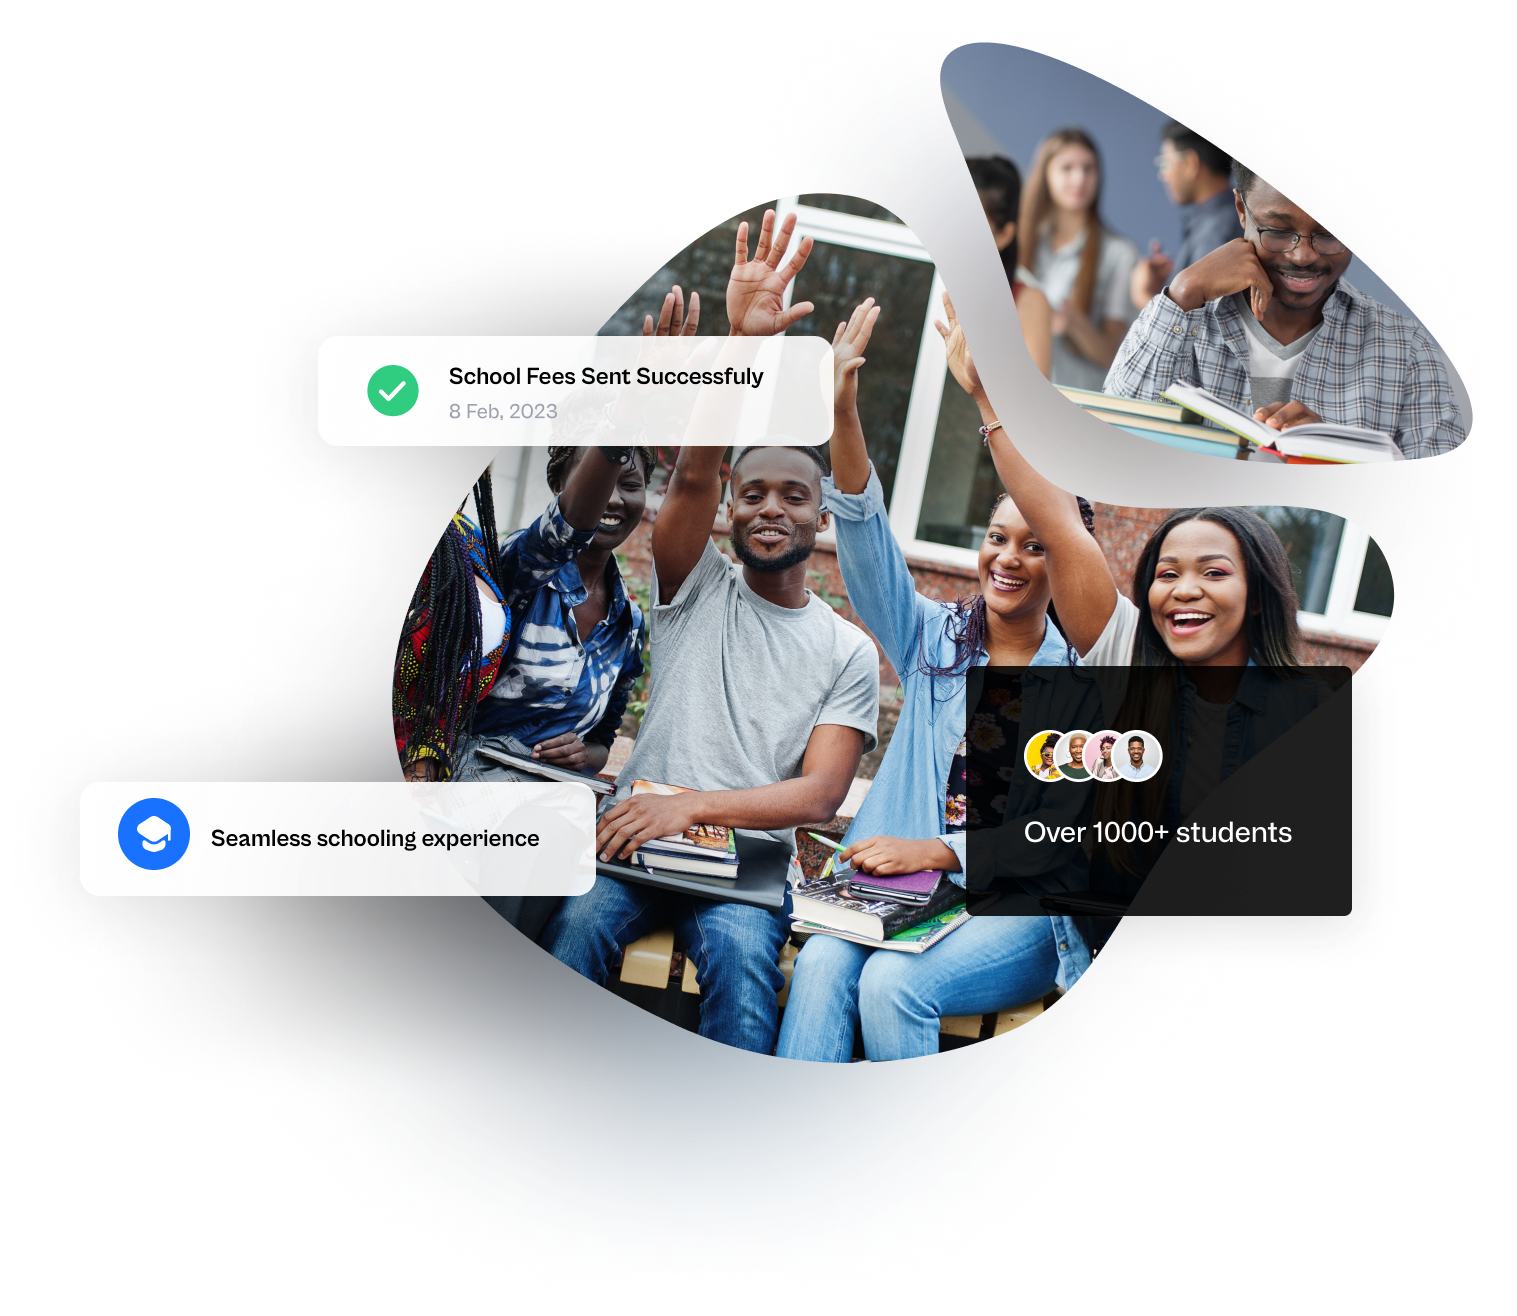 School Fees Sent Successfuly
8 Feb, 2023
Seamless schooling experience
Over 1000+ students